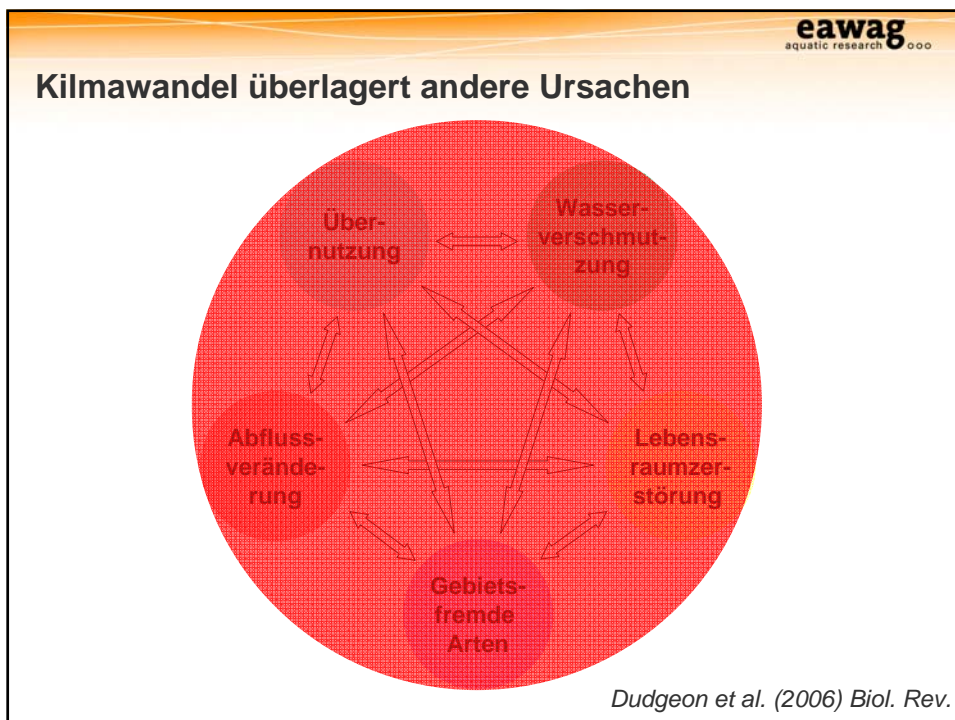 eawag
aquatic research ooo
Kilmawandel überlagert andere Ursachen
Über-
nutzung
Wasser-
verschmut-
zung
Abfluss-
verände-
rung
Lebens-
raumzer-
störung
Gebiets-
fremde
Arten
Dudgeon et al. (2006) Biol. Rev.